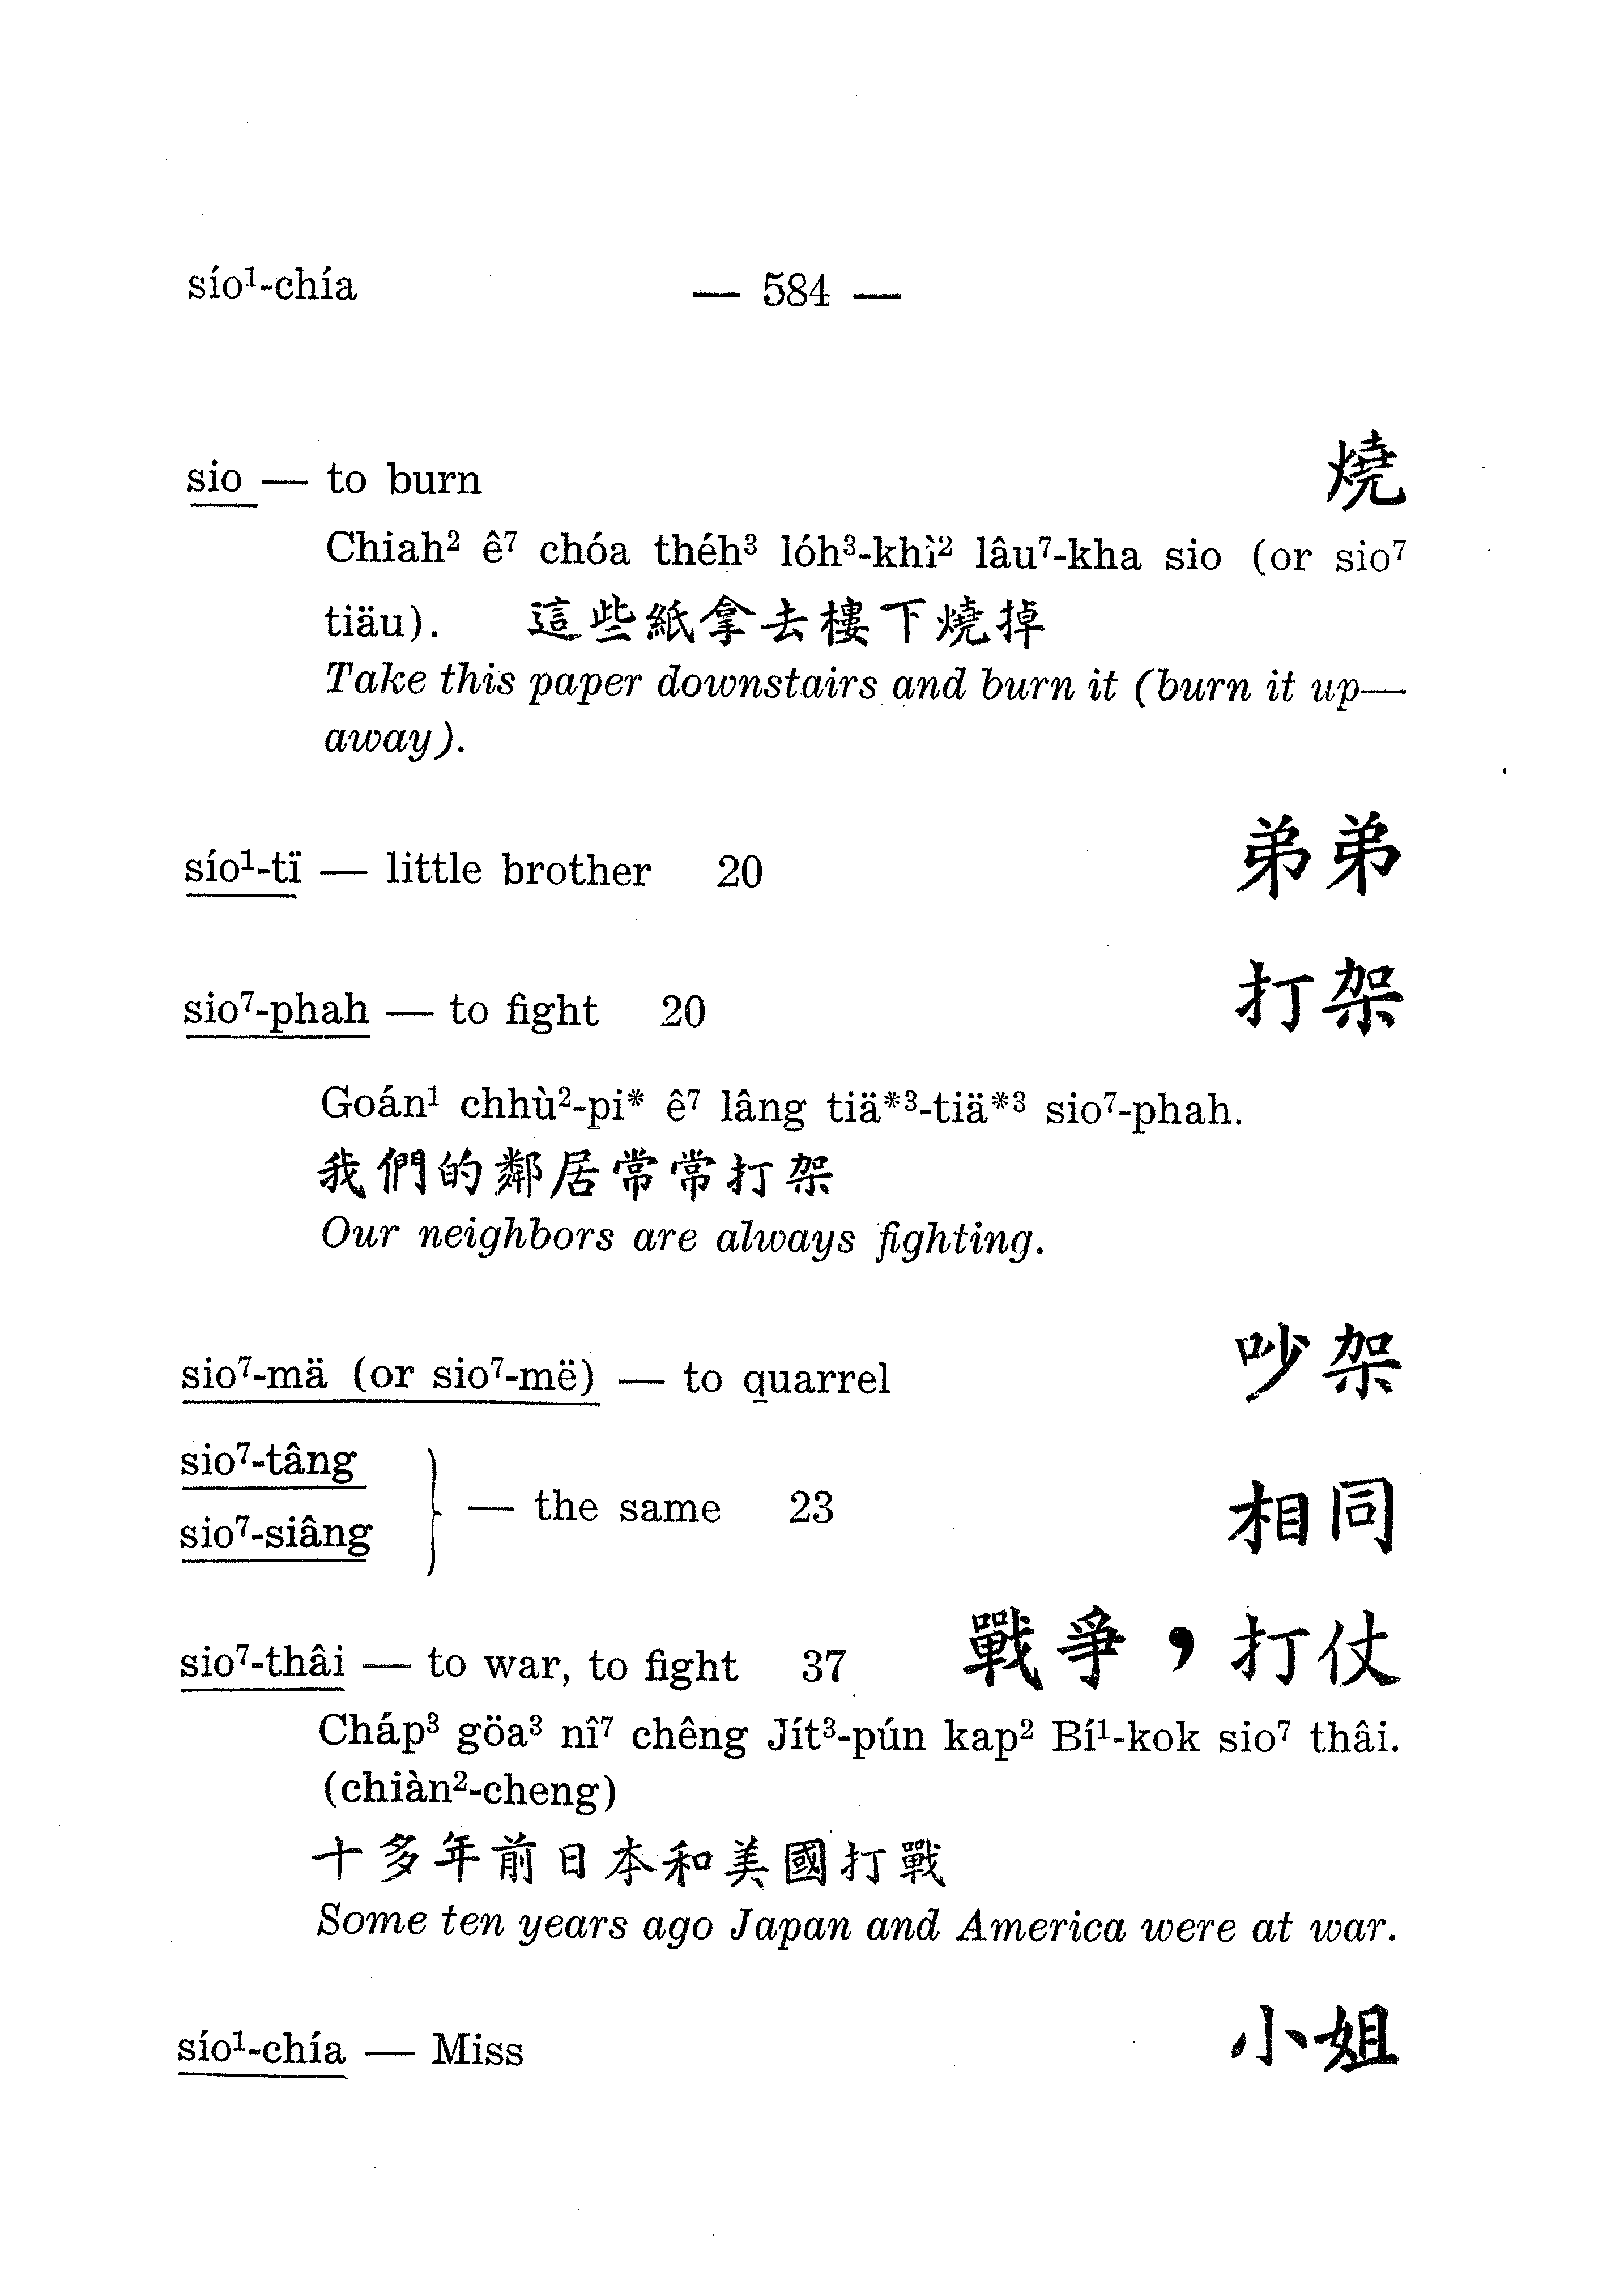 sío¹-chía — 584 —
sio — to burn 燒
Chiah² ê⁷ chóa théh³ lóh³-khì² lâu⁷-kha sio (or sio⁷
tiäu). 這些紙拿去樓下燒掉
Take this paper downstairs and burn it (burn it up—
away).
sío¹-tï — little brother 20 弟弟
sio⁷-phah — to fight 20 打架
Goán¹ chhù²-pi* ê⁷ lâng tiä*³-tiä*³ sio⁷-phah.
我們的鄰居常常打架
Our neighbors are always fighting.
sio⁷-mä (or sio⁷-më) — to quarrel 吵架
sio⁷-tâng
sio⁷-siâng — the same 23 相同
sio⁷-thâi — to war, to fight 37 戰爭，打仗
Cháp³ göa³ nî⁷ chêng Jít³-pún kap² Bí¹-kok sio⁷ thâi.
(chiàn²-cheng)
十多年前日本和美國打戰
Some ten years ago Japan and America were at war.
sío¹-chía — Miss 小姐